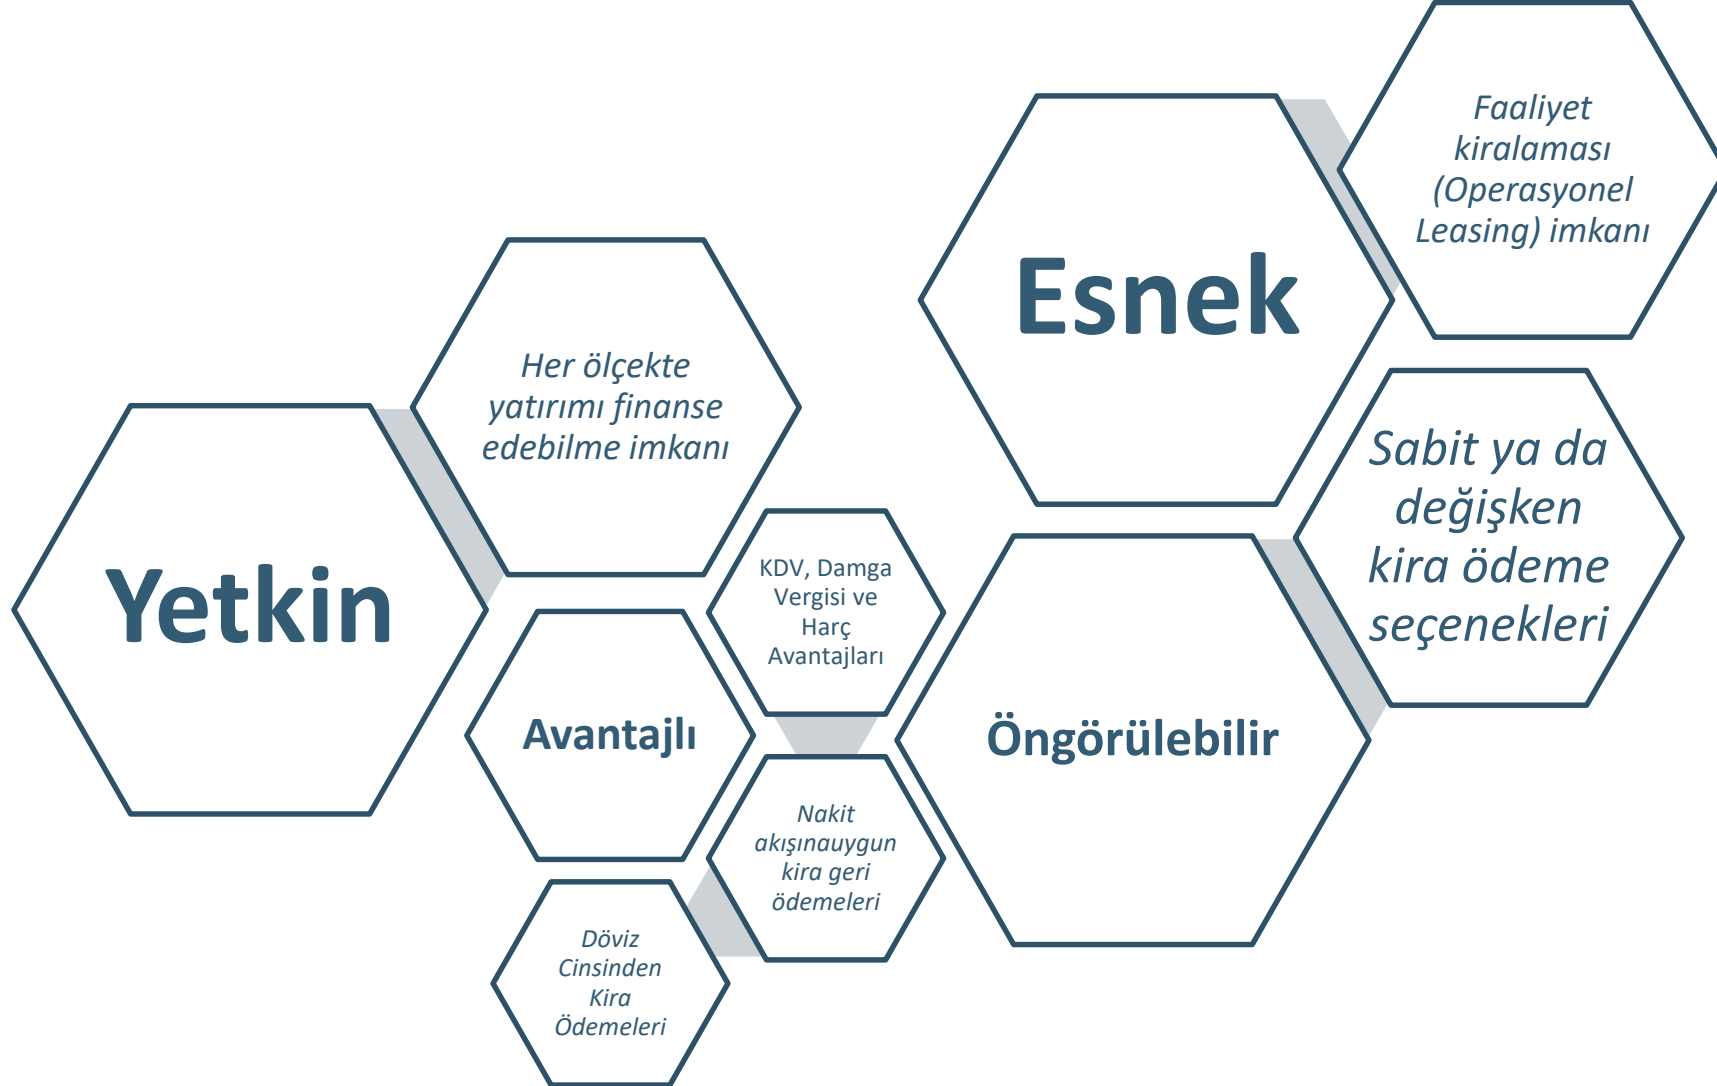 Yetkin
Her ölçekte
yatırımı finanse
edebilme imkanı
Avantajlı
KDV, Damga
Vergisi ve
Harç
Avantajları
Nakit
akışınauygun
kira geri
ödemeleri
Döviz
Cinsinden
Kira
Ödemeleri
Esnek
Faaliyet
kiralaması
(Operasyonel
Leasing) imkanı
Öngörülebilir
Sabit ya da
değişken
kira ödeme
seçenekleri